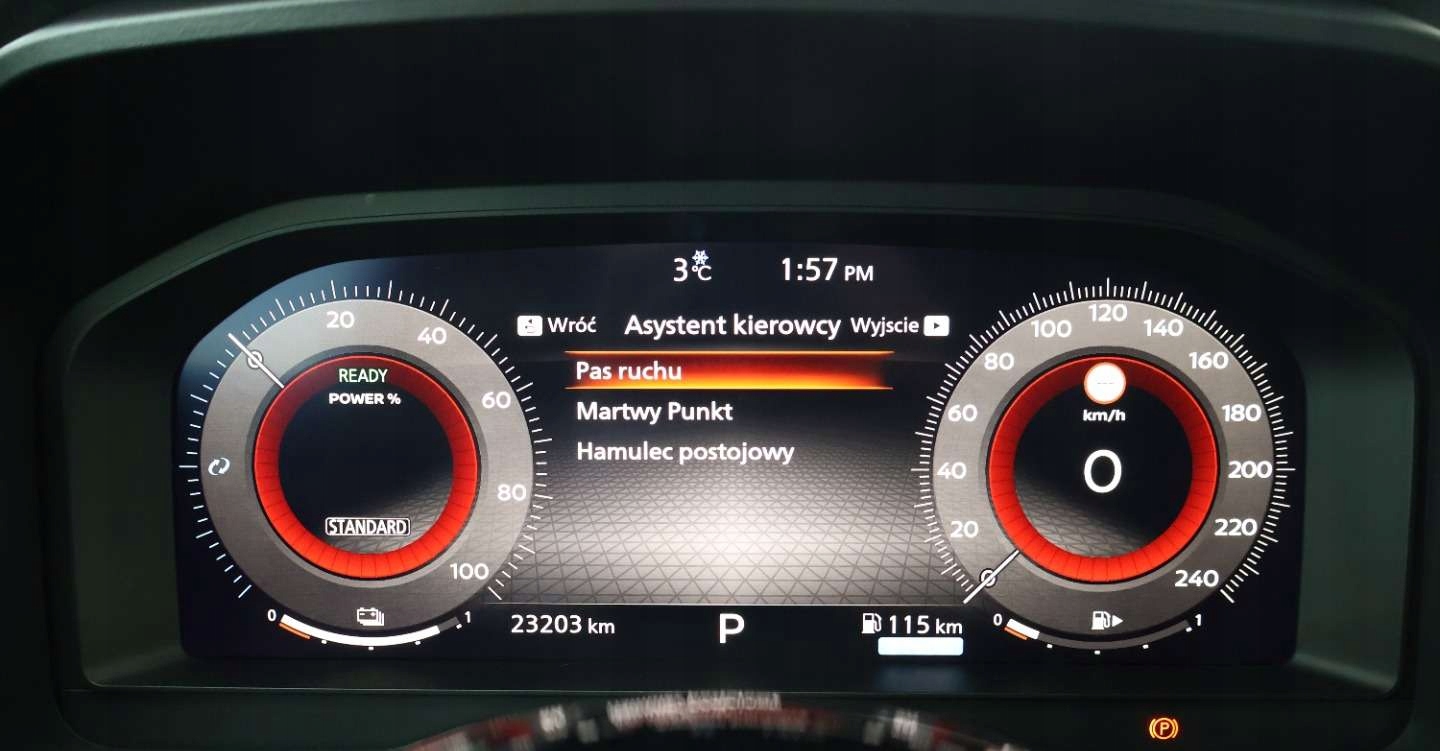 3°C 1:57 PM
Wróć Asystent kierowcy Wyjscie
Pas ruchu
Martwy Punkt
Hamulec postojowy
20
40
60
80
100
READY
POWER %
STANDARD
0 1
20
40
60
80
100
120
140
160
180
200
220
240
---
km/h
0
0 1
23203 km P 115 km
(P)